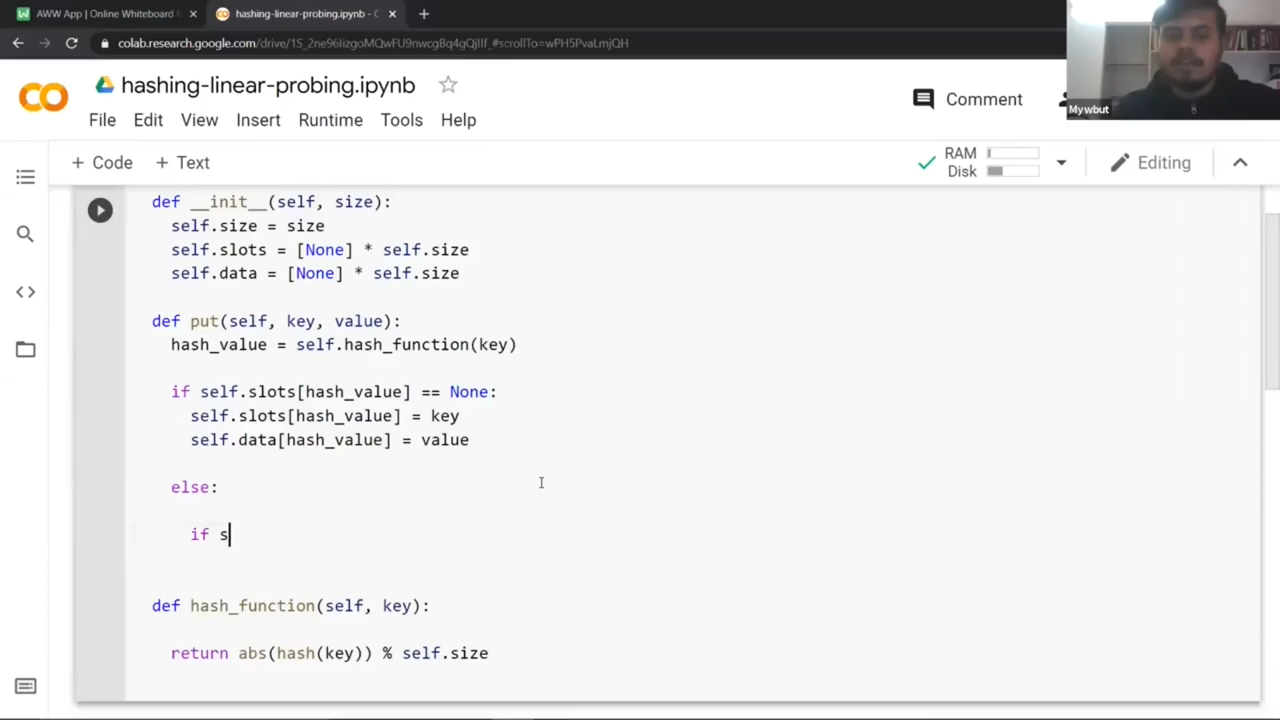 AWW App | Online Whiteboard
hashing-linear-probing.ipynb - C
colab.research.google.com/drive/1S_2ne96IizgoMQwFU9nwcgBq4gQjIIf_#scrollTo=wPH5PvaLmjQH
Mywbut
hashing-linear-probing.ipynb
Comment
File Edit View Insert Runtime Tools Help
+ Code + Text
RAM
Disk
Editing
def __init__(self, size):
self.size = size
self.slots = [None] * self.size
self.data = [None] * self.size
def put(self, key, value):
hash_value = self.hash_function(key)
if self.slots[hash_value] == None:
self.slots[hash_value] = key
self.data[hash_value] = value
else:
if s
def hash_function(self, key):
return abs(hash(key)) % self.size